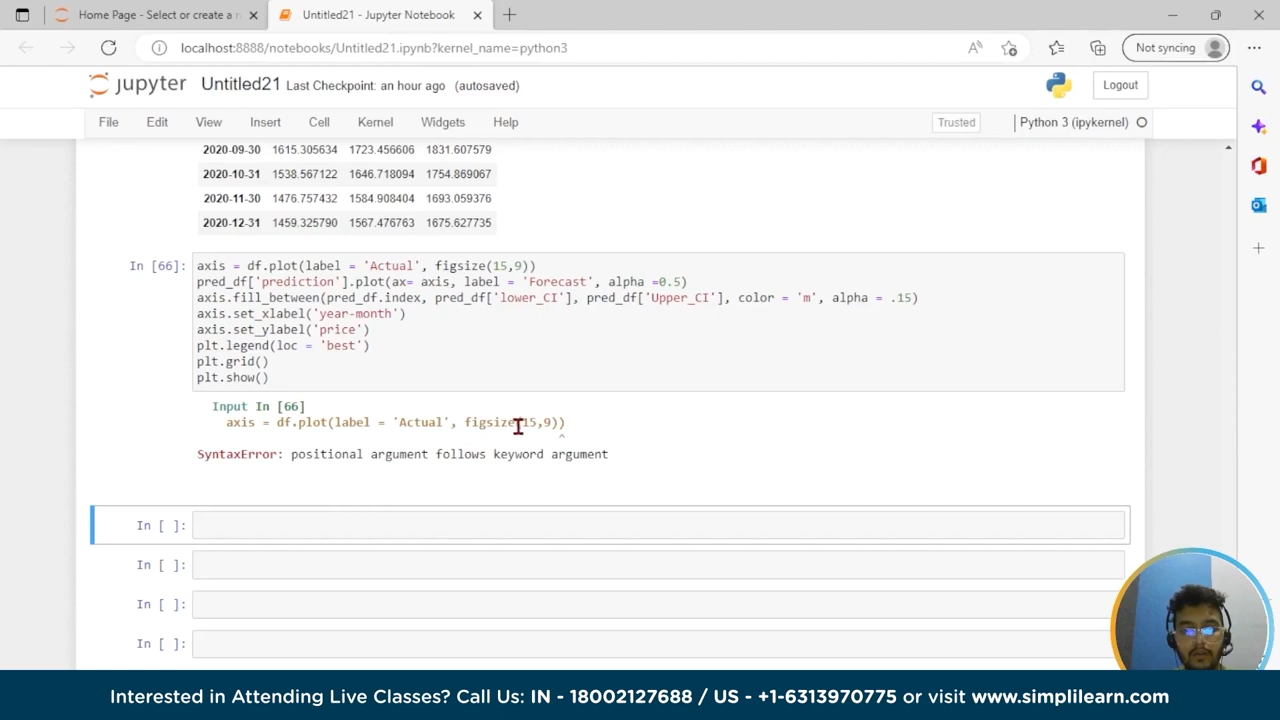 Home Page - Select or create a n
Untitled21 - Jupyter Notebook
localhost:8888/notebooks/Untitled21.ipynb?kernel_name=python3
Not syncing
jupyter Untitled21 Last Checkpoint: an hour ago (autosaved)
Logout
File Edit View Insert Cell Kernel Widgets Help
Trusted
Python 3 (ipykernel)
2020-09-30 1615.305634 1723.456606 1831.607579
2020-10-31 1538.567122 1646.718094 1754.869067
2020-11-30 1476.757432 1584.908404 1693.059376
2020-12-31 1459.325790 1567.476763 1675.627735
In [66]: axis = df.plot(label = 'Actual', figsize(15,9))
pred_df['prediction'].plot(ax= axis, label = 'Forecast', alpha =0.5)
axis.fill_between(pred_df.index, pred_df['lower_CI'], pred_df['Upper_CI'], color = 'm', alpha = .15)
axis.set_xlabel('year-month')
axis.set_ylabel('price')
plt.legend(loc = 'best')
plt.grid()
plt.show()
Input In [66]
axis = df.plot(label = 'Actual', figsize(15,9))
^
SyntaxError: positional argument follows keyword argument
In [ ]:
In [ ]:
In [ ]:
In [ ]:
Interested in Attending Live Classes? Call Us: IN - 18002127688 / US - +1-6313970775 or visit www.simplilearn.com